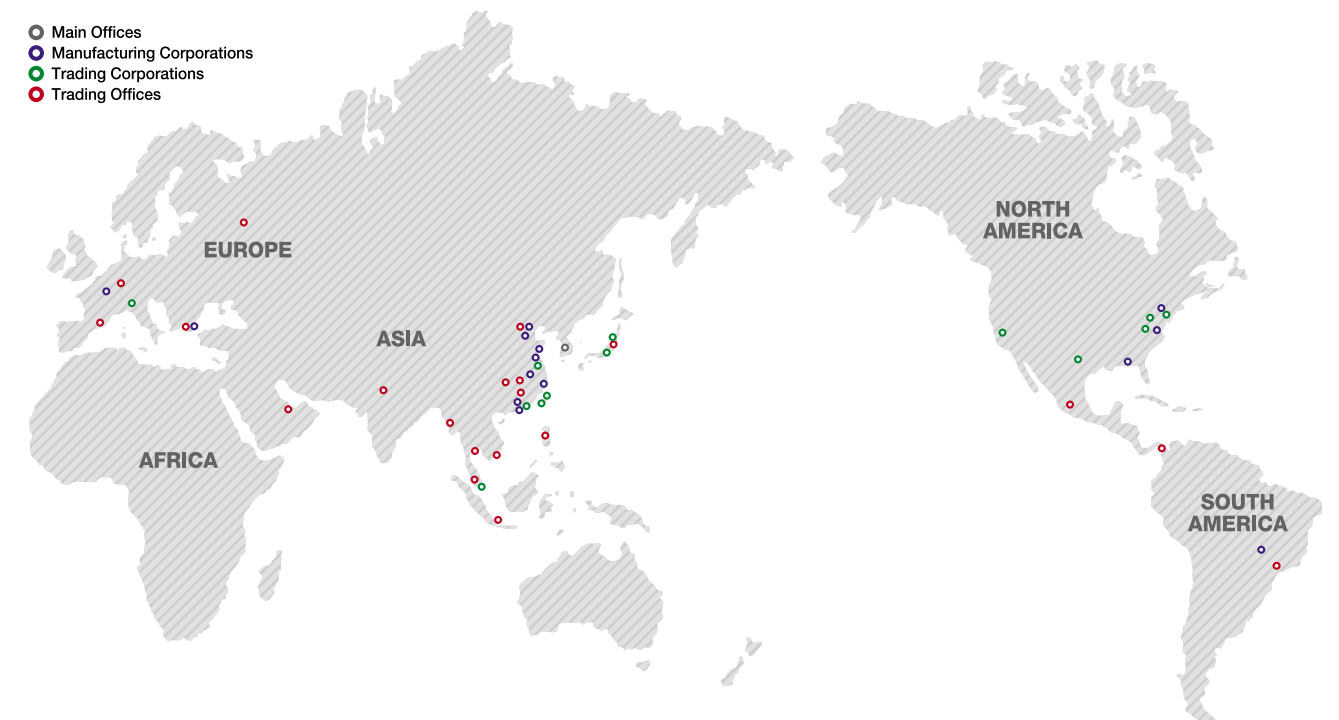 Main Offices
Manufacturing Corporations
Trading Corporations
Trading Offices
NORTH
AMERICA
EUROPE
ASIA
AFRICA
SOUTH
AMERICA